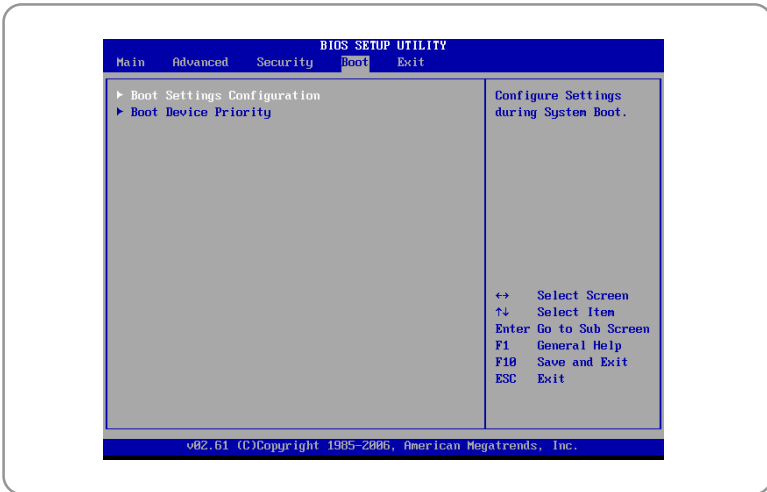 BIOS SETUP UTILITY
Main Advanced Security Boot Exit
► Boot Settings Configuration
► Boot Device Priority
Configure Settings
during System Boot.
↔ Select Screen
↑↓ Select Item
Enter Go to Sub Screen
F1 General Help
F10 Save and Exit
ESC Exit
v02.61 (C)Copyright 1985-2006, American Megatrends, Inc.